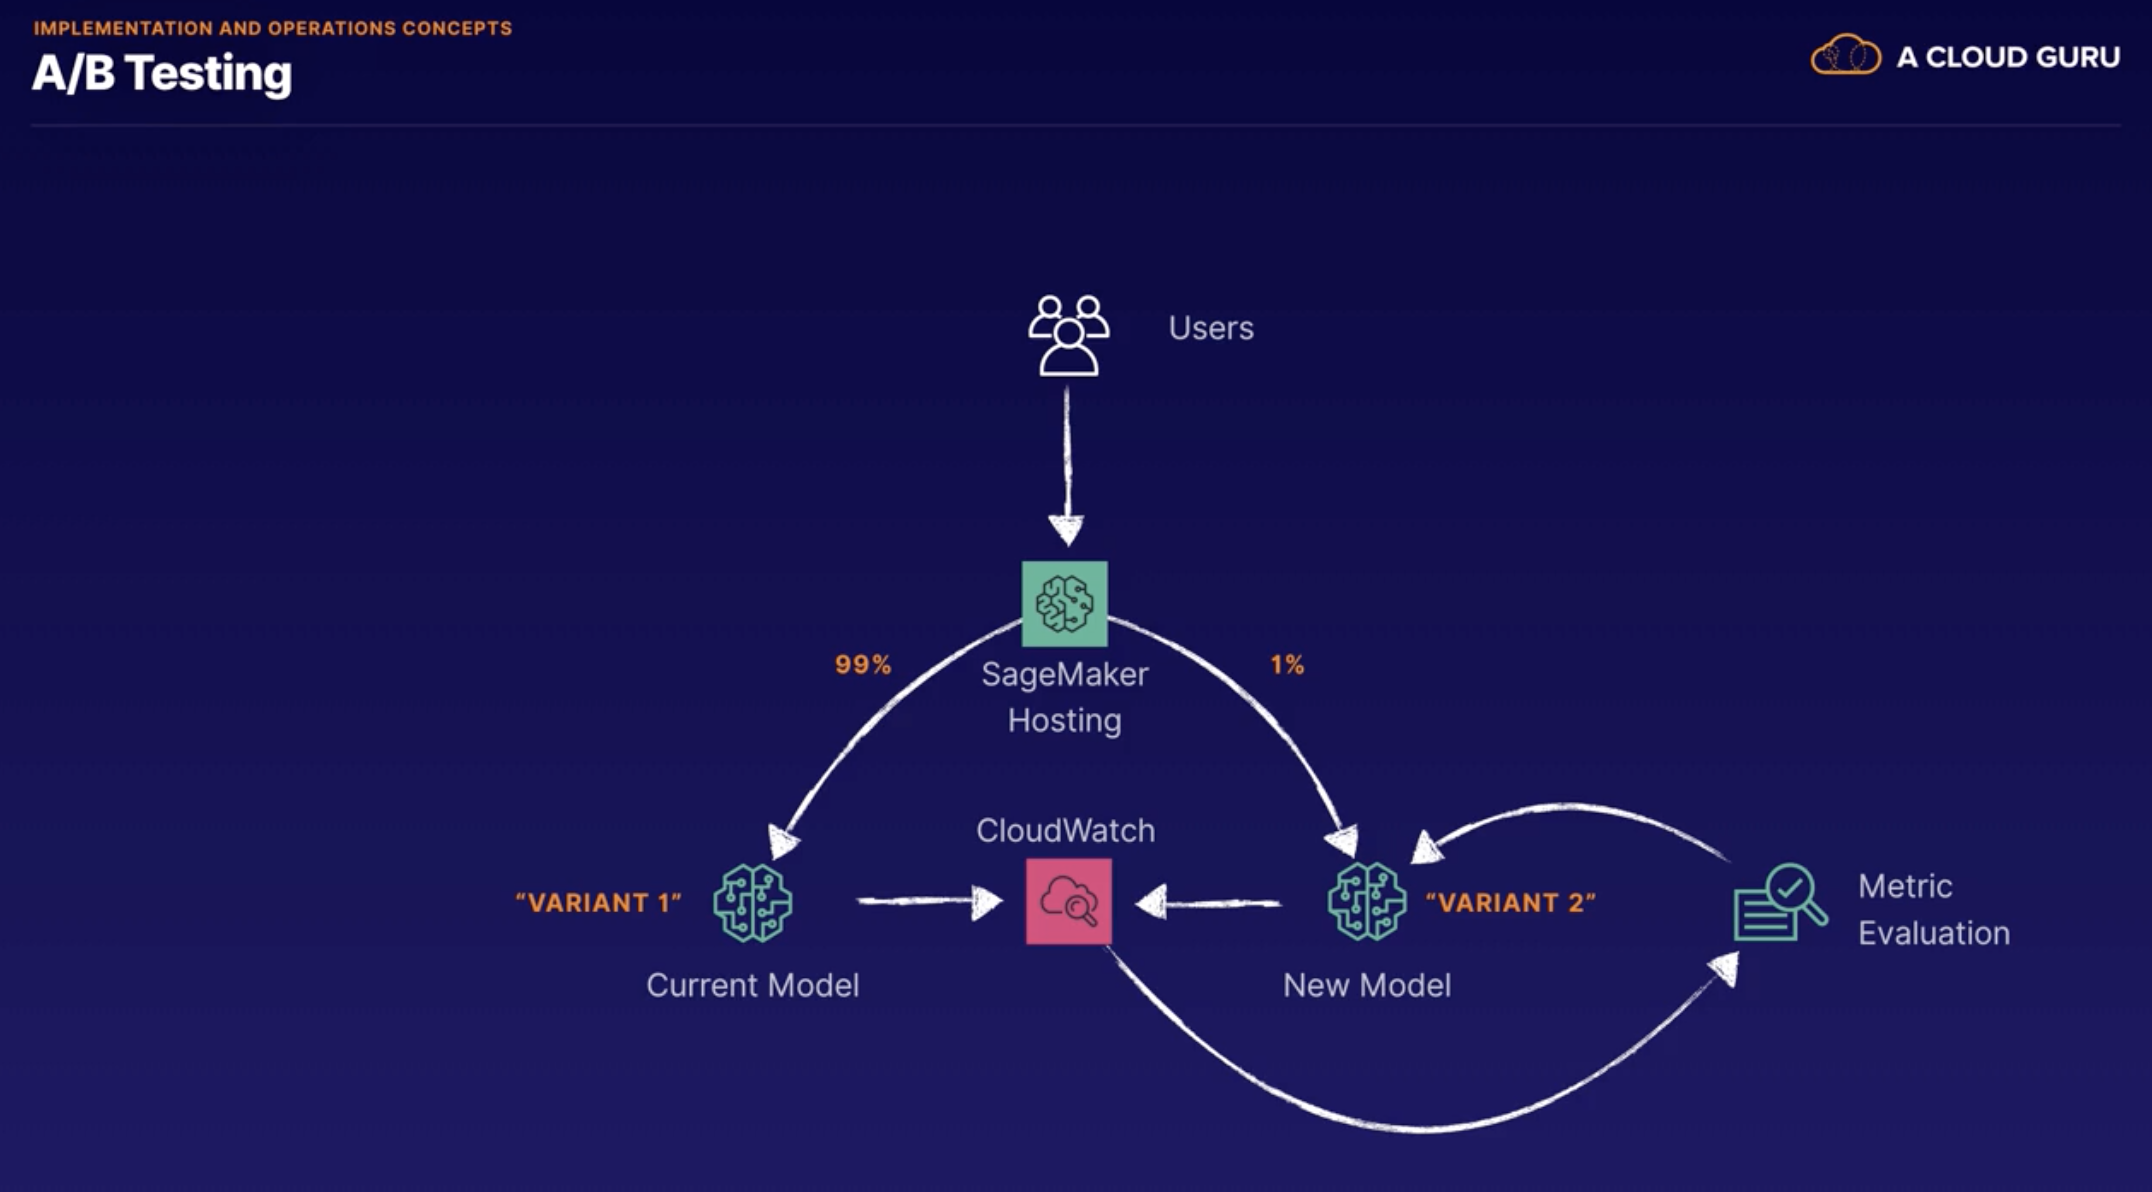 IMPLEMENTATION AND OPERATIONS CONCEPTS
A/B Testing
A CLOUD GURU
Users
99%
1%
SageMaker
Hosting
CloudWatch
“VARIANT 1”
“VARIANT 2”
Metric
Evaluation
Current Model
New Model